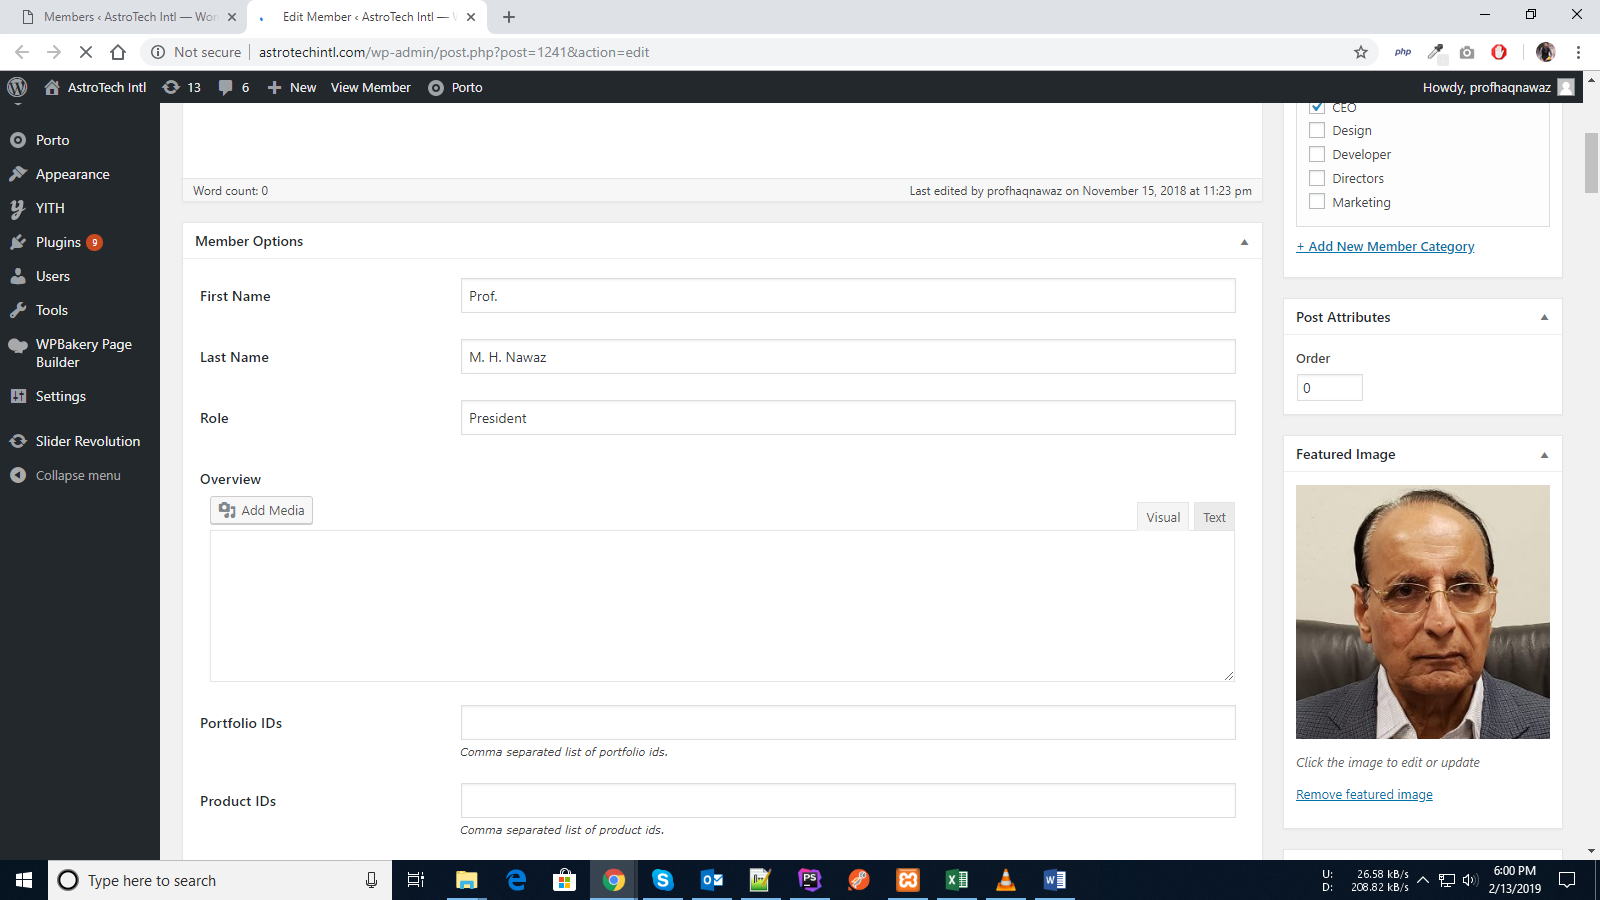 Members ‹ AstroTech Intl — Wor
Edit Member ‹ AstroTech Intl — W
Not secure
astrotechintl.com/wp-admin/post.php?post=1241&action=edit
php
AstroTech Intl
13
6
New
View Member
Porto
Howdy, profhaqnawaz
Porto
Appearance
YITH
Plugins 9
Users
Tools
WPBakery Page
Builder
Settings
Slider Revolution
Collapse menu
Word count: 0
Last edited by profhaqnawaz on November 15, 2018 at 11:23 pm
Member Options
First Name
Prof.
Last Name
M. H. Nawaz
Role
President
Overview
Add Media
Visual
Text
Portfolio IDs
Comma separated list of portfolio ids.
Product IDs
Comma separated list of product ids.
CEO
Design
Developer
Directors
Marketing
+ Add New Member Category
Post Attributes
Order
0
Featured Image
Click the image to edit or update
Remove featured image
Type here to search
PS
U: 26.58 kB/s
D: 208.82 kB/s
6:00 PM
2/13/2019